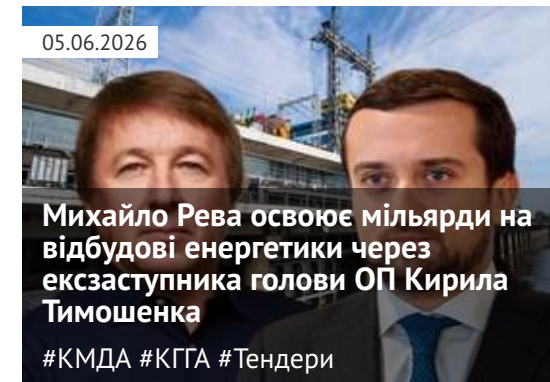 05.06.2026
Михайло Рева освоює мільярди на
відбудові енергетики через
ексзаступника голови ОП Кирила
Тимошенка
#КМДА #КГГА #Тендери